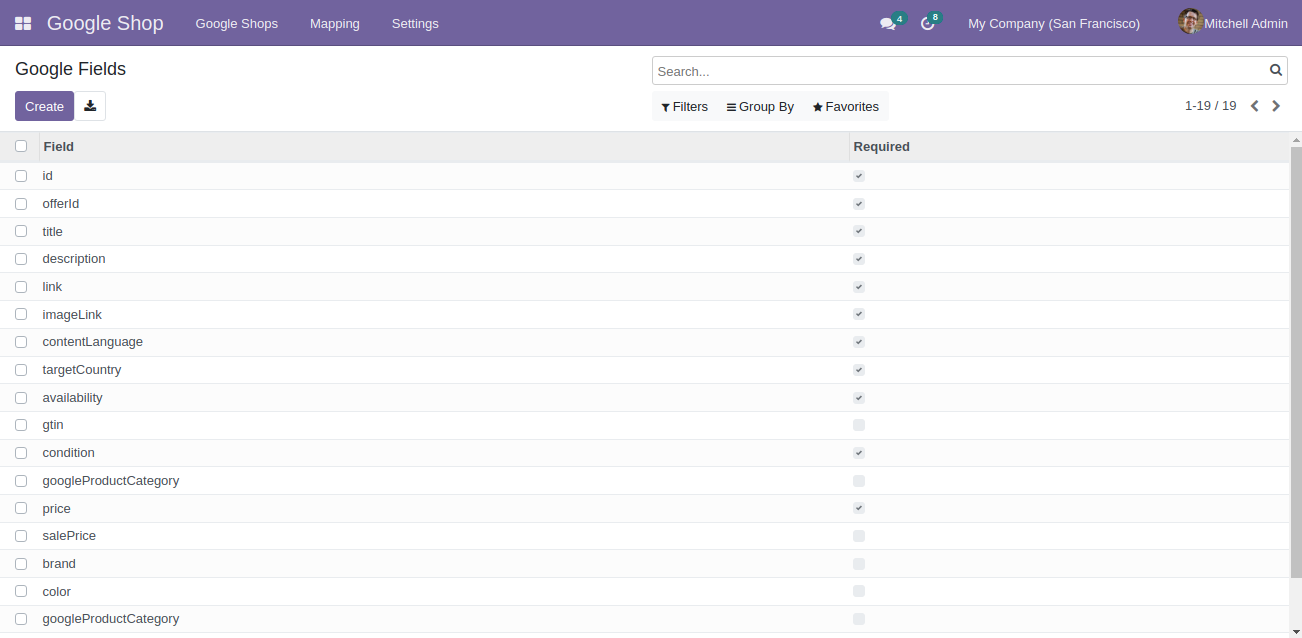 Google Shop Google Shops Mapping Settings 4 8 My Company (San Francisco) Mitchell Admin
Google Fields Search...
Create Filters Group By Favorites 1-19 / 19
Field Required
id
offerId
title
description
link
imageLink
contentLanguage
targetCountry
availability
gtin
condition
googleProductCategory
price
salePrice
brand
color
googleProductCategory